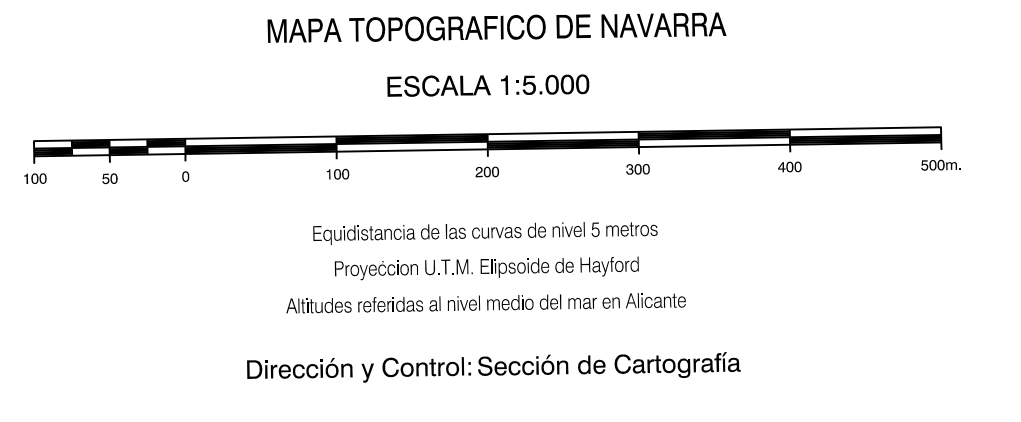 MAPA TOPOGRAFICO DE NAVARRA
ESCALA 1:5.000
100 50 0 100 200 300 400 500m.
Equidistancia de las curvas de nivel 5 metros
Proyeccion U.T.M. Elipsoide de Hayford
Altitudes referidas al nivel medio del mar en Alicante
Dirección y Control: Sección de Cartografía